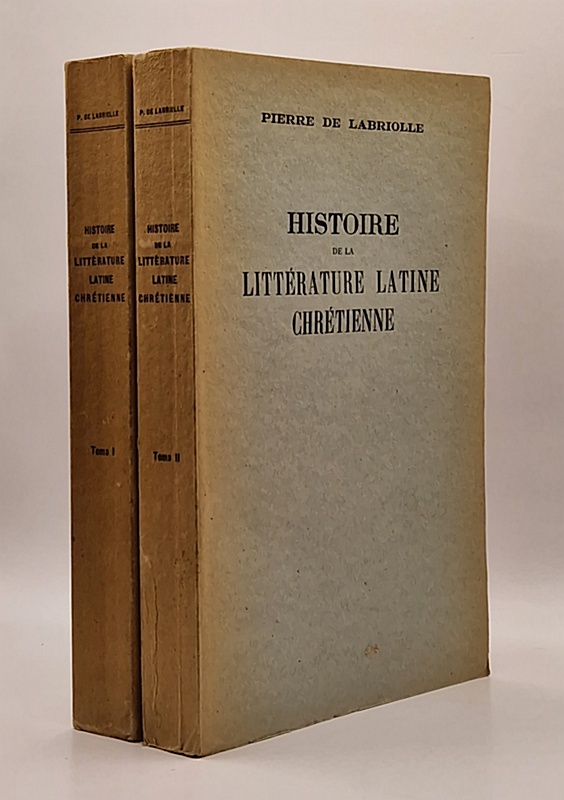 P. DE LABRIOLLE
HISTOIRE
DE LA
LITTÉRATURE
LATINE
CHRÉTIENNE
Tome I
P. DE LABRIOLLE
HISTOIRE
DE LA
LITTÉRATURE
LATINE
CHRÉTIENNE
Tome II
PIERRE DE LABRIOLLE
HISTOIRE
DE LA
LITTÉRATURE LATINE
CHRÉTIENNE